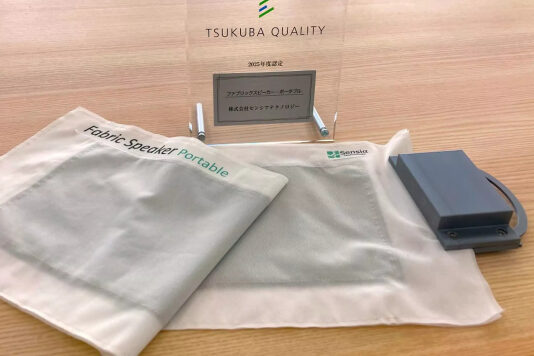 TSUKUBA QUALITY
2025年度認定
ファブリックスピーカー・ポータブル
株式会社センシアテクノロジー
Fabric Speaker Portable
Sensia